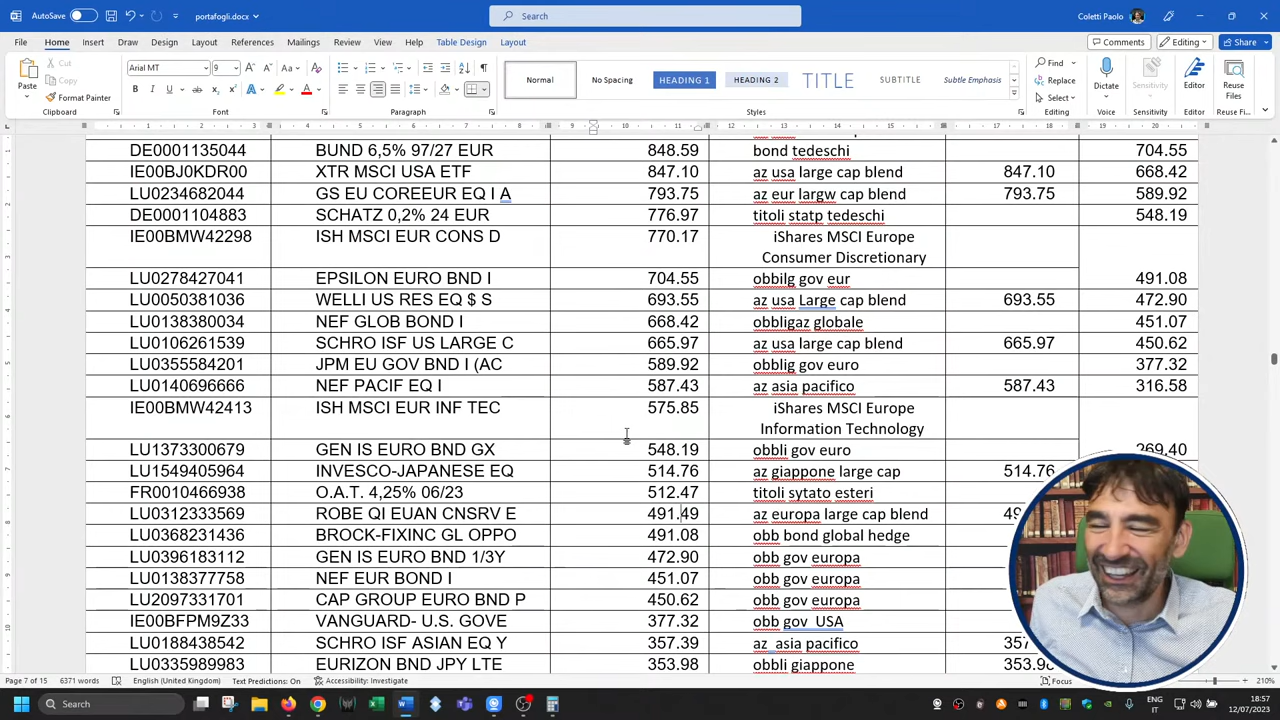 AutoSave Off portafogli.docx Search Coletti Paolo
File Home Insert Draw Design Layout References Mailings Review View Help Table Design Layout Comments Editing Share
Paste Cut Copy Format Painter
Arial MT 9
Normal No Spacing HEADING 1 HEADING 2 TITLE SUBTITLE Subtle Emphasis
Find Replace Select
Dictate Sensitivity Editor Reuse Files
Clipboard Font Paragraph Styles Editing Voice Sensitivity Editor Reuse Files
DE0001135044 BUND 6,5% 97/27 EUR 848.59 bond tedeschi 704.55
IE00BJ0KDR00 XTR MSCI USA ETF 847.10 az usa large cap blend 847.10 668.42
LU0234682044 GS EU COREEUR EQ I A 793.75 az eur largw cap blend 793.75 589.92
DE0001104883 SCHATZ 0,2% 24 EUR 776.97 titoli statp tedeschi 548.19
IE00BMW42298 ISH MSCI EUR CONS D 770.17 iShares MSCI Europe
Consumer Discretionary
LU0278427041 EPSILON EURO BND I 704.55 obbilg gov eur 491.08
LU0050381036 WELLI US RES EQ $ S 693.55 az usa Large cap blend 693.55 472.90
LU0138380034 NEF GLOB BOND I 668.42 obbligaz globale 451.07
LU0106261539 SCHRO ISF US LARGE C 665.97 az usa large cap blend 665.97 450.62
LU0355584201 JPM EU GOV BND I (AC 589.92 obblig gov euro 377.32
LU0140696666 NEF PACIF EQ I 587.43 az asia pacifico 587.43 316.58
IE00BMW42413 ISH MSCI EUR INF TEC 575.85 iShares MSCI Europe
Information Technology
LU1373300679 GEN IS EURO BND GX 548.19 obbli gov euro 269.40
LU1549405964 INVESCO-JAPANESE EQ 514.76 az giappone large cap 514.76
FR0010466938 O.A.T. 4,25% 06/23 512.47 titoli sytato esteri
LU0312333569 ROBE QI EUAN CNSRV E 491.49 az europa large cap blend
LU0368231436 BROCK-FIXINC GL OPPO 491.08 obb bond global hedge
LU0396183112 GEN IS EURO BND 1/3Y 472.90 obb gov europa
LU0138377758 NEF EUR BOND I 451.07 obb gov europa
LU2097331701 CAP GROUP EURO BND P 450.62 obb gov europa
IE00BFPM9Z33 VANGUARD- U.S. GOVE 377.32 obb gov USA
LU0188438542 SCHRO ISF ASIAN EQ Y 357.39 az asia pacifico
LU0335989983 EURIZON BND JPY LTE 353.98 obbli giappone 353.98
Page 7 of 15 6371 words English (United Kingdom) Text Predictions: On Accessibility: Investigate Focus 210%
Search ENG IT 18:57
12/07/2023